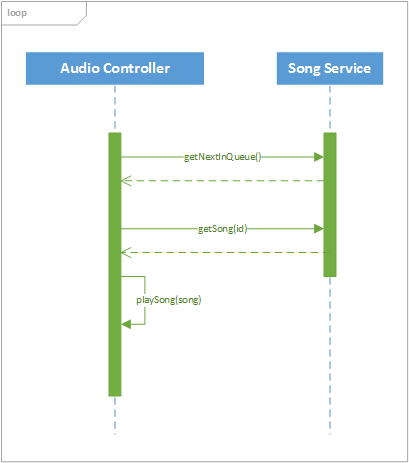 loop
Audio Controller
Song Service
getNextInQueue()
getSong(id)
playSong(song)